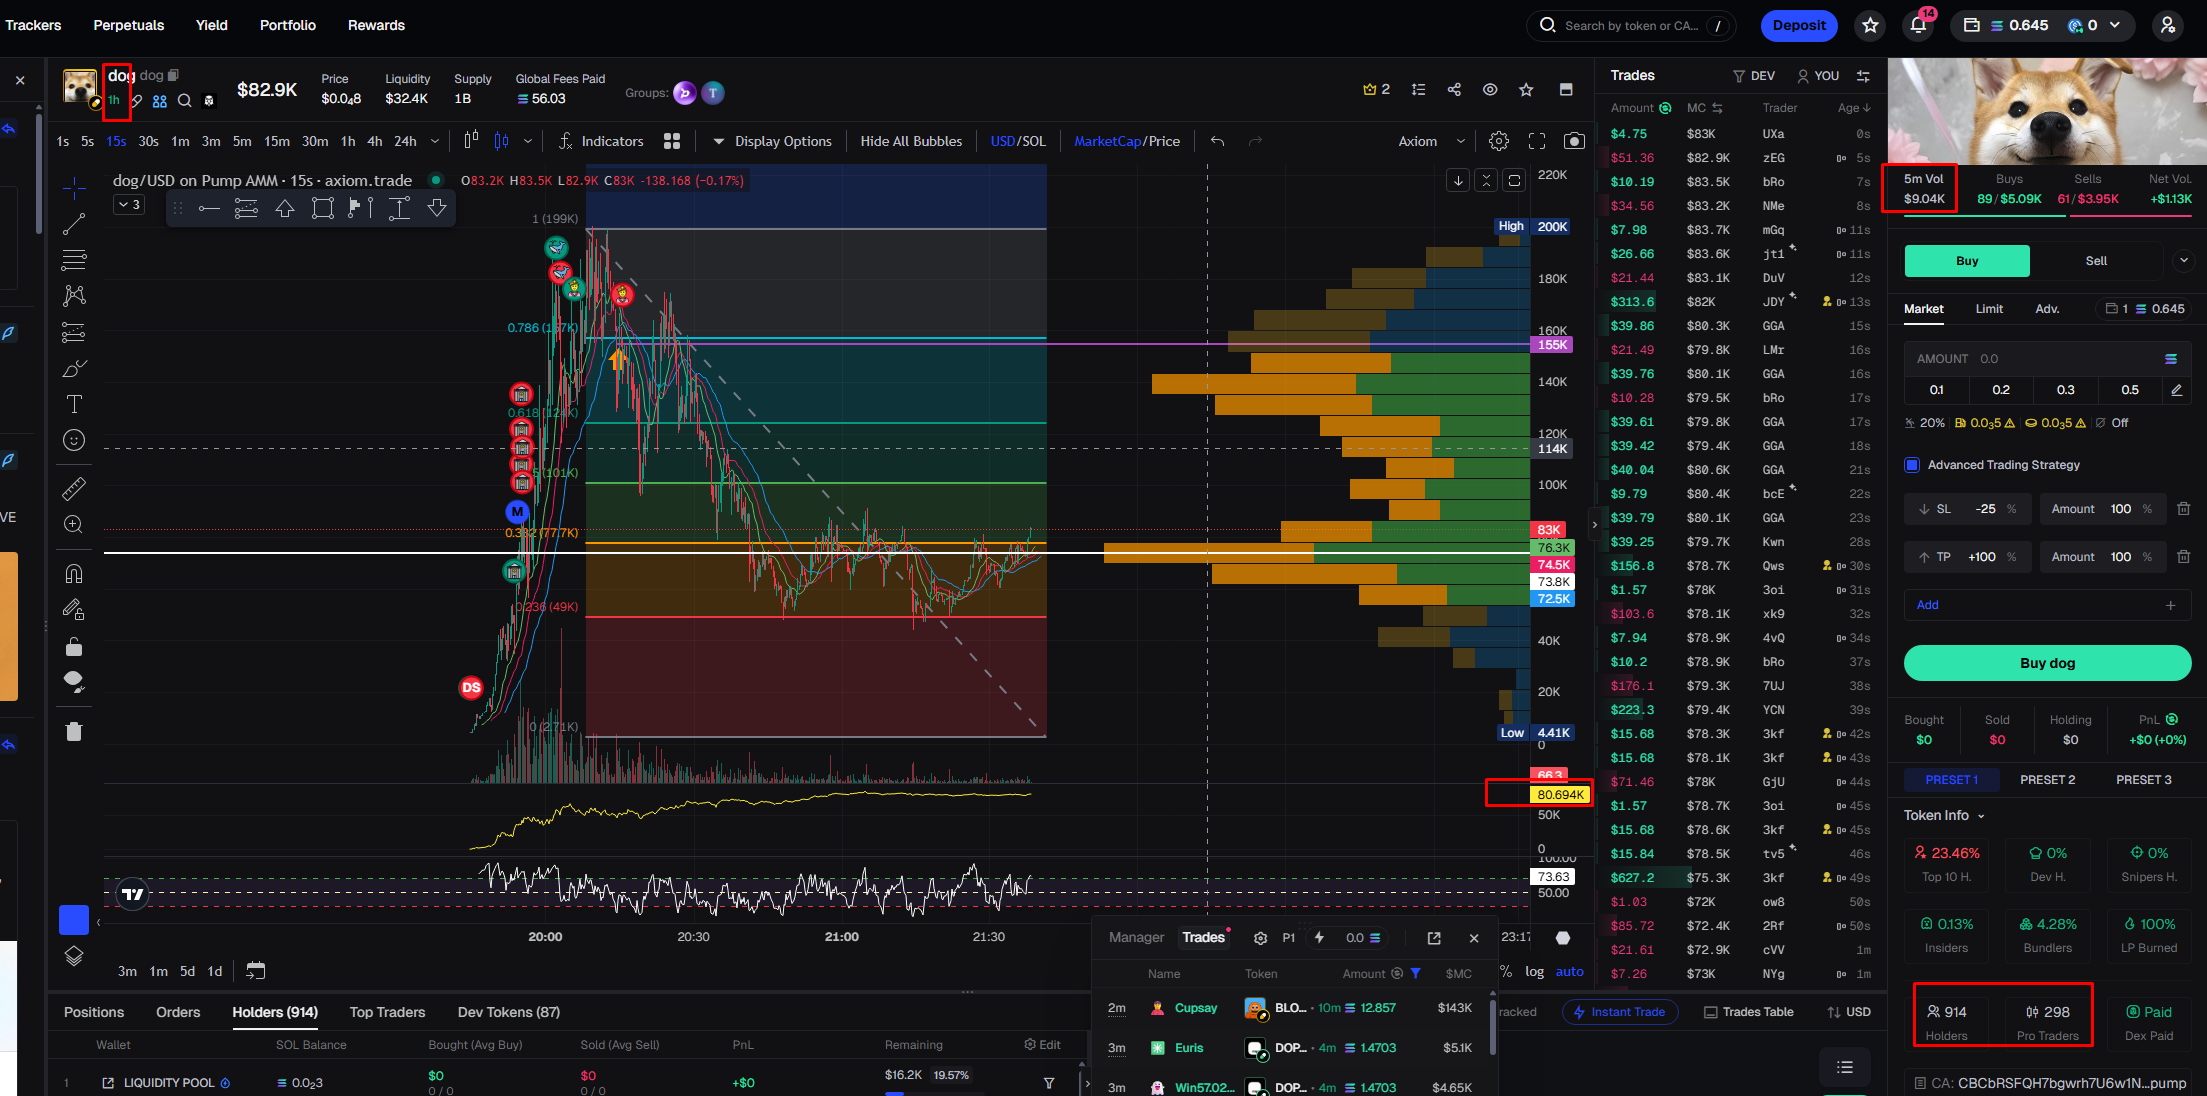 Trackers Perpetuals Yield Portfolio Rewards
Search by token or CA... /
Deposit
14
0.645 0
dog dog
1h
$82.9K
Price
$0.0₄8
Liquidity
$32.4K
Supply
1B
Global Fees Paid
56.03
Groups:
T
2
1s 5s 15s 30s 1m 3m 5m 15m 30m 1h 4h 24h
Indicators
Display Options
Hide All Bubbles
USD/SOL
MarketCap/Price
Axiom
dog/USD on Pump AMM · 15s · axiom.trade
O83.2K H83.5K L82.9K C83K -138.168 (-0.17%)
3
1 (199K)
0.786 (157K)
0.618 (124K)
(101K)
0.382 (77.7K)
0.236 (49K)
0 (2.71K)
M
DS
220K
High 200K
180K
160K
155K
140K
120K
114K
100K
83K
76.3K
74.5K
73.8K
72.5K
40K
20K
Low 4.41K
0
66.3
80.694K
50K
0
100.00
73.63
50.00
20:00 20:30 21:00 21:30 23:17
3m 1m 5d 1d
% log auto
VE
Trades DEV YOU
Amount MC Trader Age
$4.75 $83K UXa 0s
$51.36 $82.9K zEG 5s
$10.19 $83.5K bRo 7s
$34.56 $83.2K NMe 8s
$7.98 $83.7K mGq 11s
$26.66 $83.6K jt1 11s
$21.44 $83.1K DuV 12s
$313.6 $82K JDY 13s
$39.86 $80.3K GGA 15s
$21.49 $79.8K LMr 16s
$39.76 $80.1K GGA 16s
$10.28 $79.5K bRo 17s
$39.61 $79.8K GGA 17s
$39.42 $79.4K GGA 18s
$40.04 $80.6K GGA 21s
$9.79 $80.4K bcE 22s
$39.79 $80.1K GGA 23s
$39.25 $79.7K Kwn 28s
$156.8 $78.7K Qws 30s
$1.57 $78K 3oi 31s
$103.6 $78.1K xk9 32s
$7.94 $78.9K 4vQ 34s
$10.2 $78.9K bRo 37s
$176.1 $79.3K 7UJ 38s
$223.3 $79.4K YCN 39s
$15.68 $78.3K 3kf 42s
$15.68 $78.1K 3kf 43s
$71.46 $78K GjU 44s
$1.57 $78.7K 3oi 45s
$15.68 $78.6K 3kf 45s
$15.84 $78.5K tv5 46s
$627.2 $75.3K 3kf 49s
$1.03 $72K ow8 50s
$85.72 $72.4K 2Rf 50s
$21.61 $72.9K cVV 1m
$7.26 $73K NYg 1m
5m Vol Buys Sells Net Vol.
$9.04K 89/$5.09K 61/$3.95K +$1.13K
Buy Sell
Market Limit Adv. 1 0.645
AMOUNT 0.0
0.1 0.2 0.3 0.5
20% 0.0₃5 0.0₃5 Off
Advanced Trading Strategy
SL -25 % Amount 100 %
TP +100 % Amount 100 %
Add +
Buy dog
Bought Sold Holding PnL
$0 $0 $0 +$0 (+0%)
PRESET 1 PRESET 2 PRESET 3
Token Info
23.46% 0% 0%
Top 10 H. Dev H. Snipers H.
0.13% 4.28% 100%
Insiders Bundlers LP Burned
914 298 Paid
Holders Pro Traders Dex Paid
CA: CBCbRSFQH7bgwrh7U6w1N...pump
Positions Orders Holders (914) Top Traders Dev Tokens (87)
racked Instant Trade Trades Table USD
Wallet SOL Balance Bought (Avg Buy) Sold (Avg Sell) PnL Remaining Edit
1 LIQUIDITY POOL 0.0₂3 $0 $0 +$0 $16.2K 19.57%
0 / 0 0 / 0
Manager Trades P1 0.0
Name Token Amount $MC
2m Cupsay BLO... · 10m 12.857 $143K
3m Euris DOP... · 4m 1.4703 $5.1K
3m Win57.02... DOP... · 4m 1.4703 $4.65K